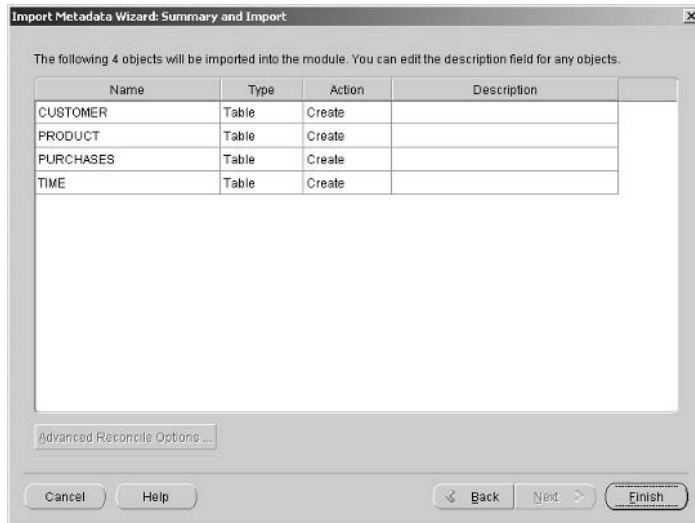 Import Metadata Wizard: Summary and Import
The following 4 objects will be imported into the module. You can edit the description field for any objects.
Name Type Action Description
CUSTOMER Table Create
PRODUCT Table Create
PURCHASES Table Create
TIME Table Create
Advanced Reconcile Options ...
Cancel Help Back Next Finish